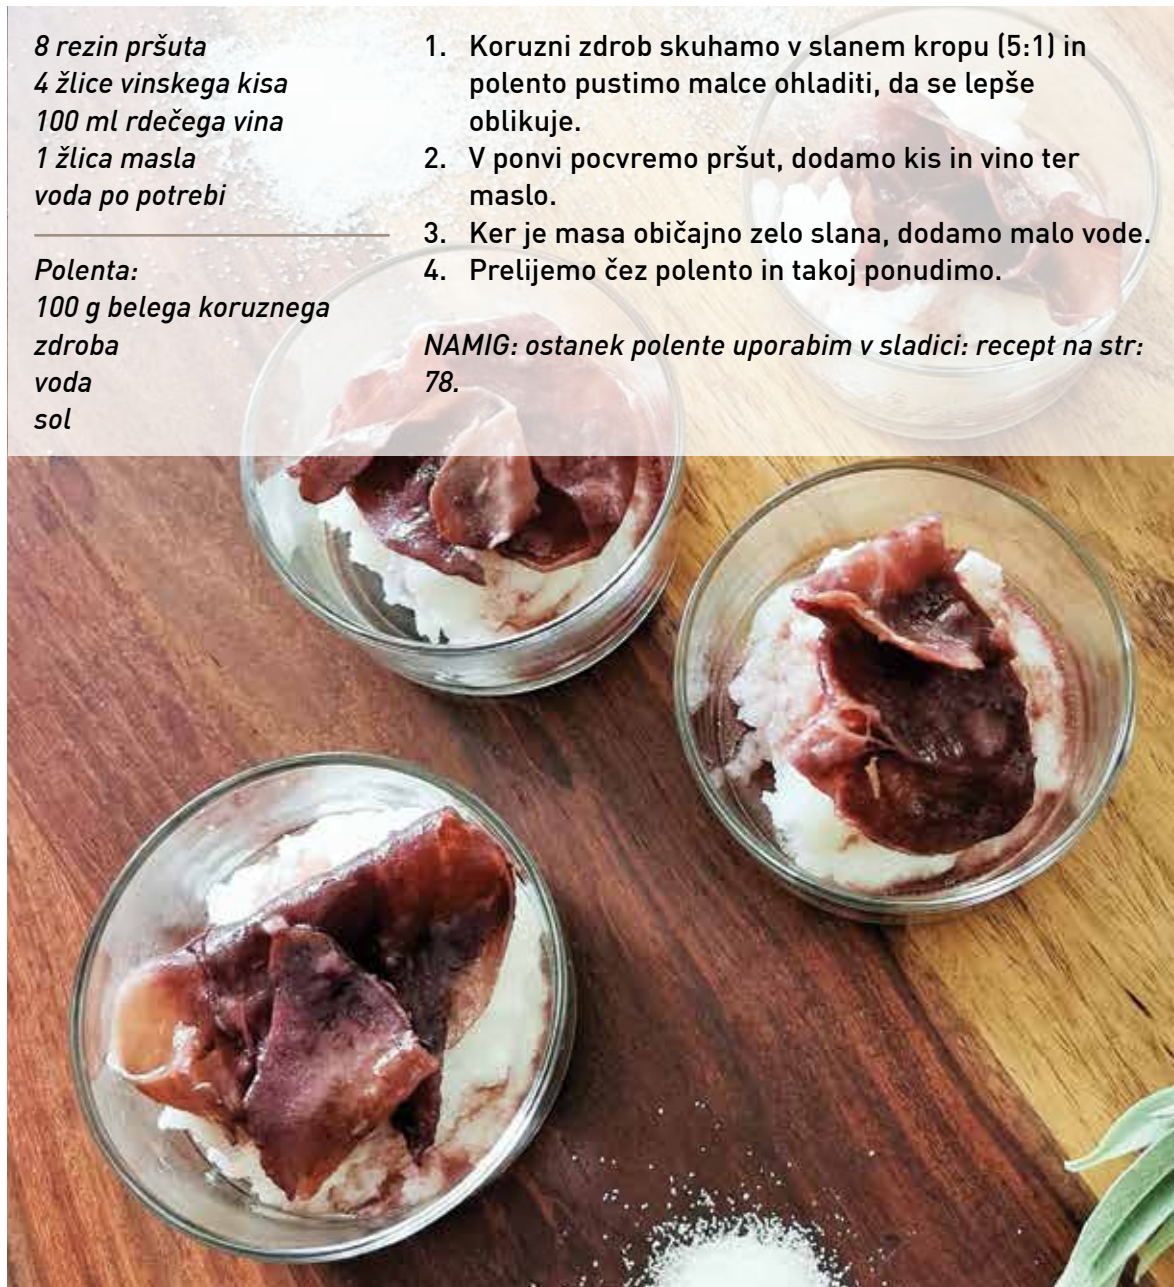 8 rezin pršuta
4 žlice vinskega kisa
100 ml rdečega vina
1 žlica masla
voda po potrebi
Polenta:
100 g belega koruznega
zdroba
voda
sol
1. Koruzni zdrob skuhamo v slanem kropu (5:1) in
polento pustimo malce ohladiti, da se lepše
oblikuje.
2. V ponvi pocvremo pršut, dodamo kis in vino ter
maslo.
3. Ker je masa običajno zelo slana, dodamo malo vode.
4. Prelijemo čez polento in takoj ponudimo.
NAMIG: ostanek polente uporabim v sladici: recept na str:
78.